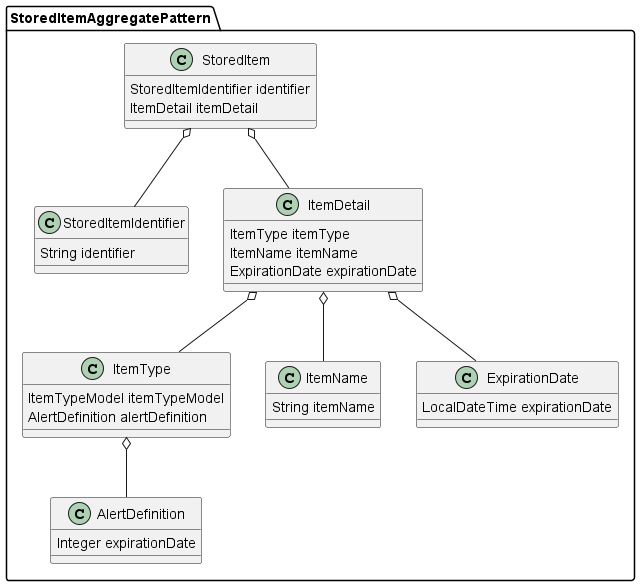 StoredItemAggregatePattern
C StoredItem
StoredItemIdentifier identifier
ItemDetail itemDetail
C StoredItemIdentifier
String identifier
C ItemDetail
ItemType itemType
ItemName itemName
ExpirationDate expirationDate
C ItemType
ItemTypeModel itemTypeModel
AlertDefinition alertDefinition
C ItemName
String itemName
C ExpirationDate
LocalDateTime expirationDate
C AlertDefinition
Integer expirationDate